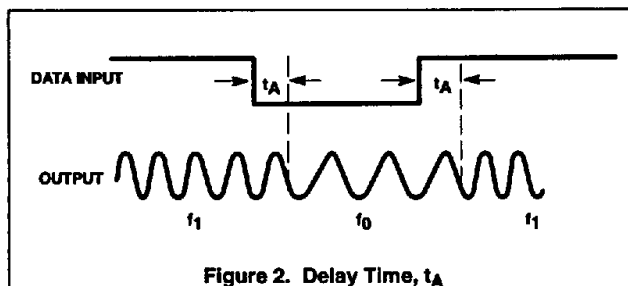 DATA INPUT
tA tA
OUTPUT
f1 f0 f1
Figure 2. Delay Time, tA